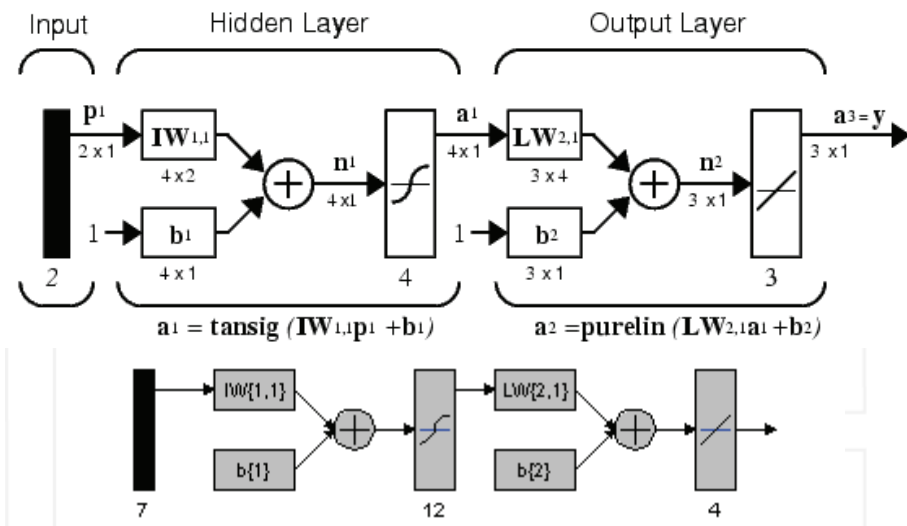 Input Hidden Layer Output Layer
p1 a1 a3 = y
IW1,1 LW2,1
2 x 1 n1 4x1 n2 3 x 1
4 x 2 3 x 4
4 x1 3 x 1
1 b1 1 b2
2 4 x 1 4 3 x 1 3
a1 = tansig (IW1,1p1 +b1) a2 =purelin (LW2,1a1 +b2)
IW{1,1} LW{2,1}
b{1} b{2}
7 12 4